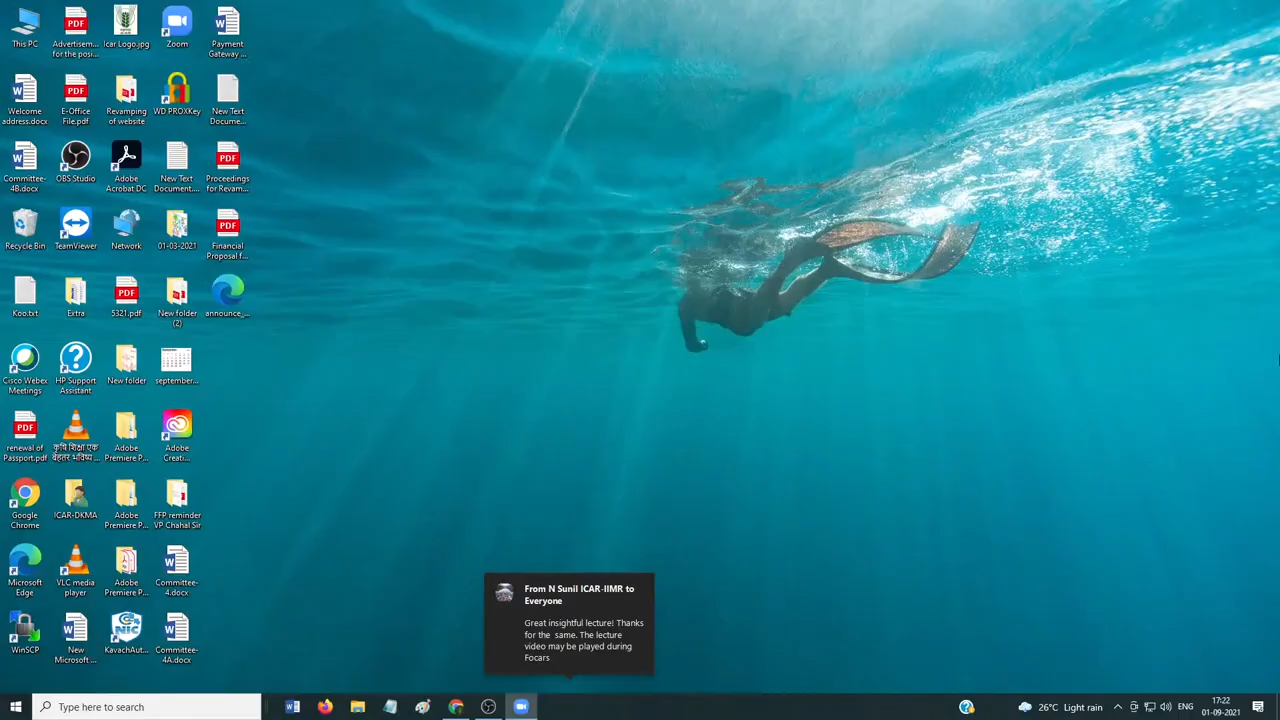 This PC
Advertisem...
for the posi...
Icar Logo.jpg
Zoom
Payment
Gateway ...
Welcome
address.docx
E-Office
File.pdf
Revamping
of website
WD PROXKey
New Text
Docume...
Committee-
4B.docx
OBS Studio
Adobe
Acrobat DC
New Text
Document....
Proceedings
for Revam...
Recycle Bin
TeamViewer
Network
01-03-2021
Financial
Proposal f...
Koo.txt
Extra
5321.pdf
New folder
(2)
announce_...
Cisco Webex
Meetings
HP Support
Assistant
New folder
september...
renewal of
Passport.pdf
कृषि शिक्षा एक
बेहतर भविष्य ...
Adobe
Premiere P...
Adobe
Creati...
Google
Chrome
ICAR-DKMA
Adobe
Premiere P...
FFP reminder
VP Chahal Sir
Microsoft
Edge
VLC media
player
Adobe
Premiere P...
Committee-
4.docx
WinSCP
New
Microsoft ...
KavachAut...
Committee-
4A.docx
From N Sunil ICAR-IIMR to
Everyone
Great insightful lecture! Thanks
for the same. The lecture
video may be played during
Focars
Type here to search
26°C Light rain
ENG
17:22
01-09-2021